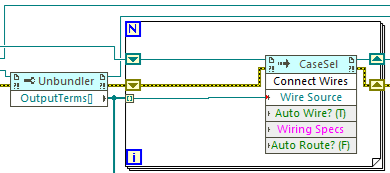 N
CaseSel
Unbundler
Connect Wires
OutputTerms[]
Wire Source
Auto Wire? (T)
Wiring Specs
i
Auto Route? (F)